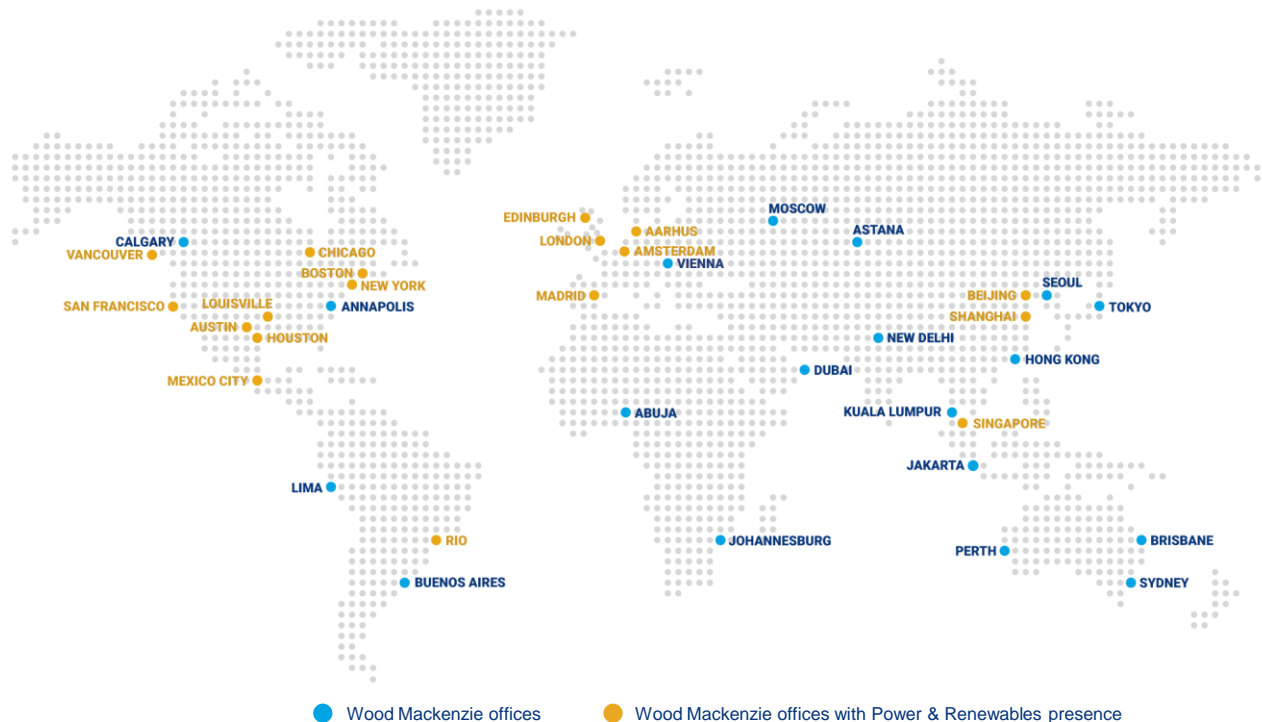 EDINBURGH
MOSCOW
AARHUS
ASTANA
CALGARY
LONDON
VANCOUVER
CHICAGO
AMSTERDAM
VIENNA
BOSTON
NEW YORK
SEOUL
MADRID
BEIJING
SAN FRANCISCO
LOUISVILLE
ANNAPOLIS
TOKYO
SHANGHAI
AUSTIN
HOUSTON
NEW DELHI
HONG KONG
DUBAI
MEXICO CITY
ABUJA
KUALA LUMPUR
SINGAPORE
JAKARTA
LIMA
RIO
JOHANNESBURG
BRISBANE
PERTH
BUENOS AIRES
SYDNEY
Wood Mackenzie offices
Wood Mackenzie offices with Power & Renewables presence